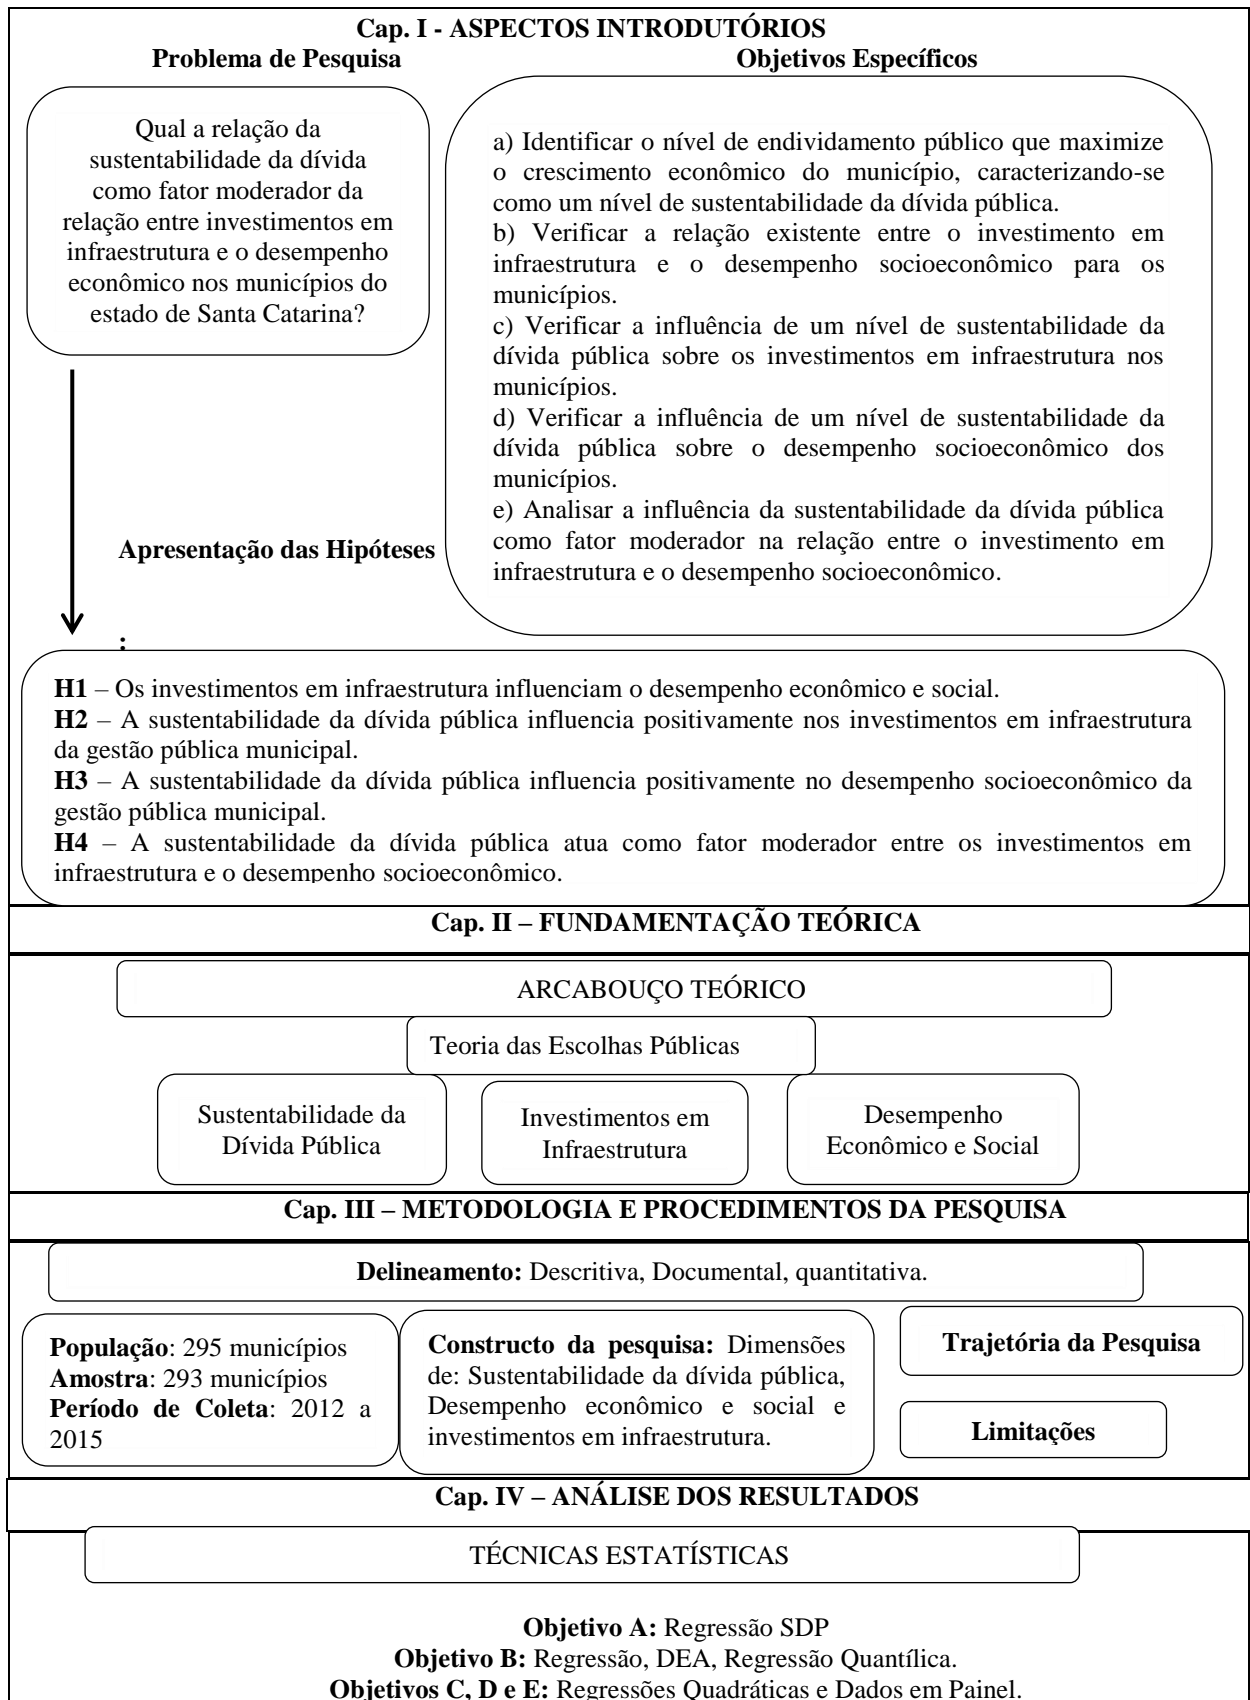 Cap. I - ASPECTOS INTRODUTÓRIOS
Problema de Pesquisa
Qual a relação da
sustentabilidade da dívida
como fator moderador da
relação entre investimentos em
infraestrutura e o desempenho
econômico nos municípios do
estado de Santa Catarina?
Objetivos Específicos
a) Identificar o nível de endividamento público que maximize
o crescimento econômico do município, caracterizando-se
como um nível de sustentabilidade da dívida pública.
b) Verificar a relação existente entre o investimento em
infraestrutura e o desempenho socioeconômico para os
municípios.
c) Verificar a influência de um nível de sustentabilidade da
dívida pública sobre os investimentos em infraestrutura nos
municípios.
d) Verificar a influência de um nível de sustentabilidade da
dívida pública sobre o desempenho socioeconômico dos
municípios.
e) Analisar a influência da sustentabilidade da dívida pública
como fator moderador na relação entre o investimento em
infraestrutura e o desempenho socioeconômico.
Apresentação das Hipóteses
:
H1 – Os investimentos em infraestrutura influenciam o desempenho econômico e social.
H2 – A sustentabilidade da dívida pública influencia positivamente nos investimentos em infraestrutura
da gestão pública municipal.
H3 – A sustentabilidade da dívida pública influencia positivamente no desempenho socioeconômico da
gestão pública municipal.
H4 – A sustentabilidade da dívida pública atua como fator moderador entre os investimentos em
infraestrutura e o desempenho socioeconômico.
Cap. II – FUNDAMENTAÇÃO TEÓRICA
ARCABOUÇO TEÓRICO
Teoria das Escolhas Públicas
Sustentabilidade da
Dívida Pública
Investimentos em
Infraestrutura
Desempenho
Econômico e Social
Cap. III – METODOLOGIA E PROCEDIMENTOS DA PESQUISA
Delineamento: Descritiva, Documental, quantitativa.
População: 295 municípios
Amostra: 293 municípios
Período de Coleta: 2012 a
2015
Constructo da pesquisa: Dimensões
de: Sustentabilidade da dívida pública,
Desempenho econômico e social e
investimentos em infraestrutura.
Trajetória da Pesquisa
Limitações
Cap. IV – ANÁLISE DOS RESULTADOS
TÉCNICAS ESTATÍSTICAS
Objetivo A: Regressão SDP
Objetivo B: Regressão, DEA, Regressão Quantílica.
Objetivos C, D e E: Regressões Quadráticas e Dados em Painel.